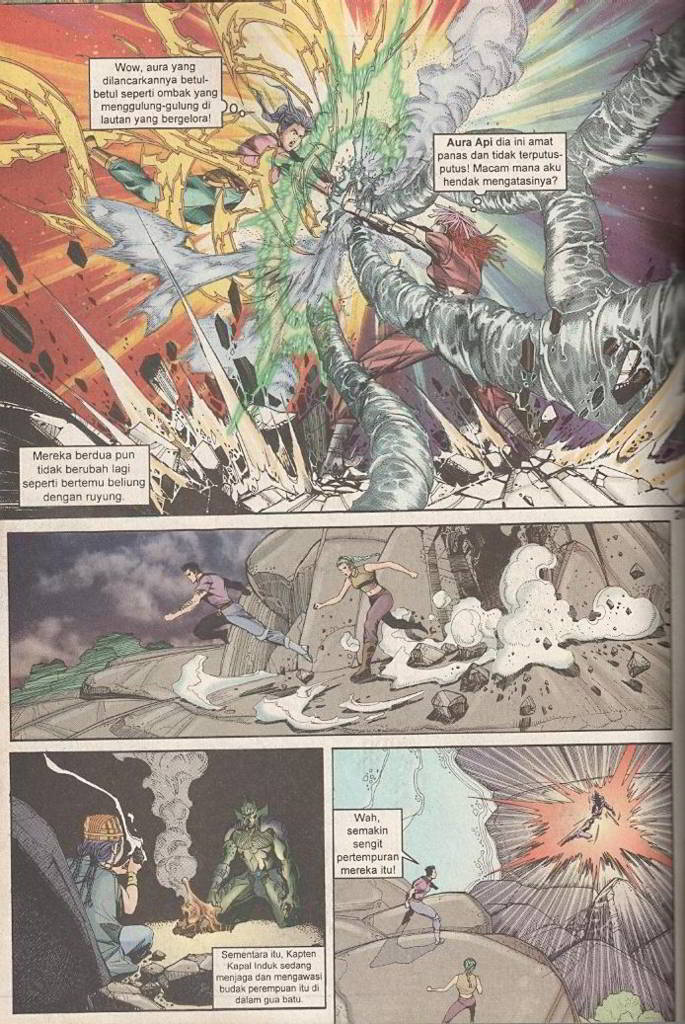 Wow, aura yang
dilancarkannya betul-
betul seperti ombak yang
menggulung-gulung di
lautan yang bergelora!
Aura Api dia ini amat
panas dan tidak terputus-
putus! Macam mana aku
hendak mengatasinya?
Mereka berdua pun
tidak berubah lagi
seperti bertemu beliung
dengan ruyung.
Sementara itu, Kapten
Kapal Induk sedang
menjaga dan mengawasi
budak perempuan itu di
dalam gua batu.
Wah,
semakin
sengit
pertempuran
mereka itu!